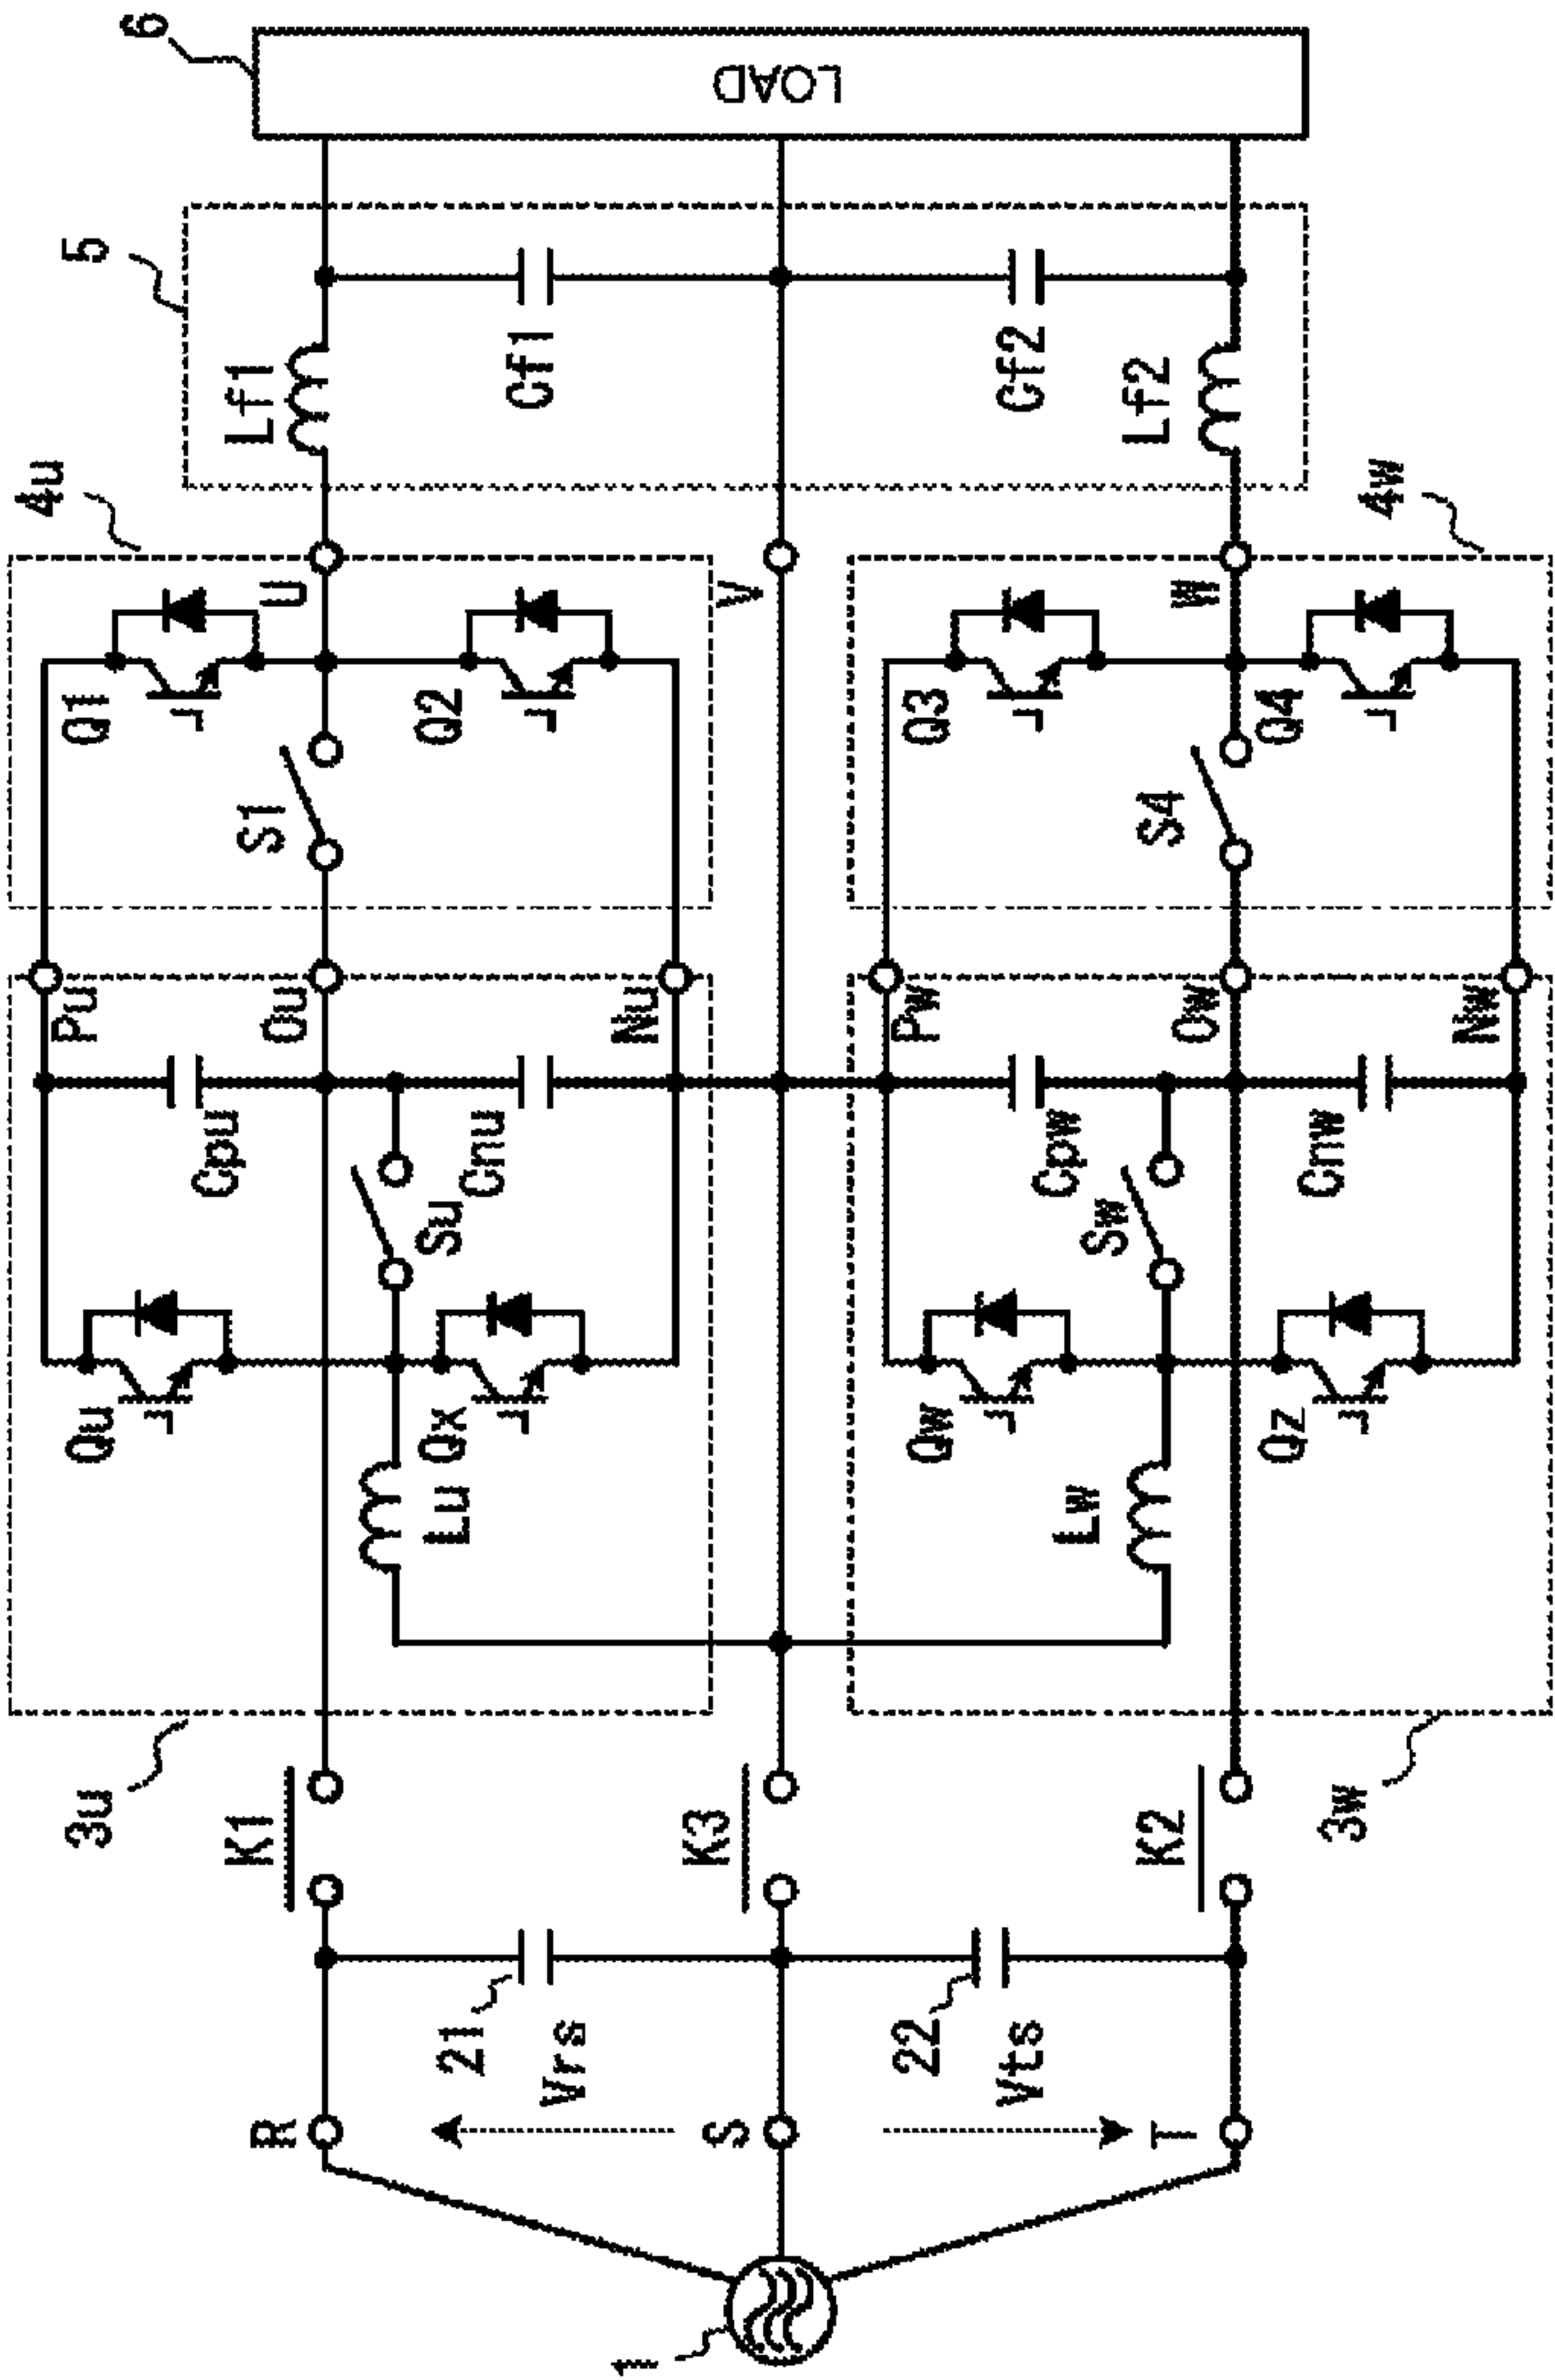 4u
3u
Qu
Pu
Q1
5
6
Cpu
K1
S1
Lf1
R
Ou
U
21
Lu
Qx
Su
Cnu
Q2
Cf1
Vrs
1
Nu
K3
S
V
LOAD
22
Qw
Pw
Q3
Vts
Cf2
Lw
Sw
Cpw
K2
S4
Lf2
T
Ow
W
Qz
Q4
Cnw
3w
4w
Nw